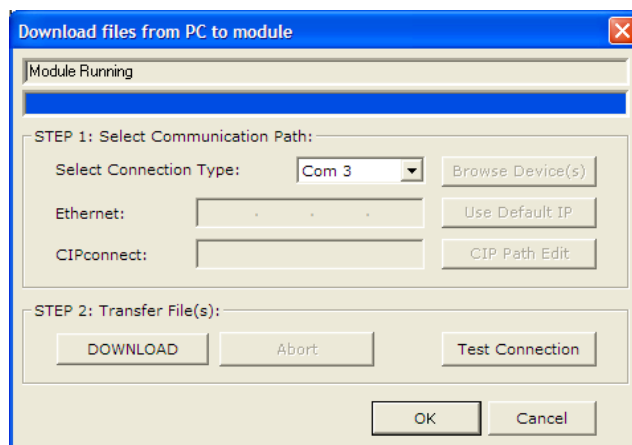 Download files from PC to module
Module Running
STEP 1: Select Communication Path:
Select Connection Type: Com 3 Browse Device(s)
Ethernet: . . . Use Default IP
CIPconnect: CIP Path Edit
STEP 2: Transfer File(s):
DOWNLOAD Abort Test Connection
OK Cancel